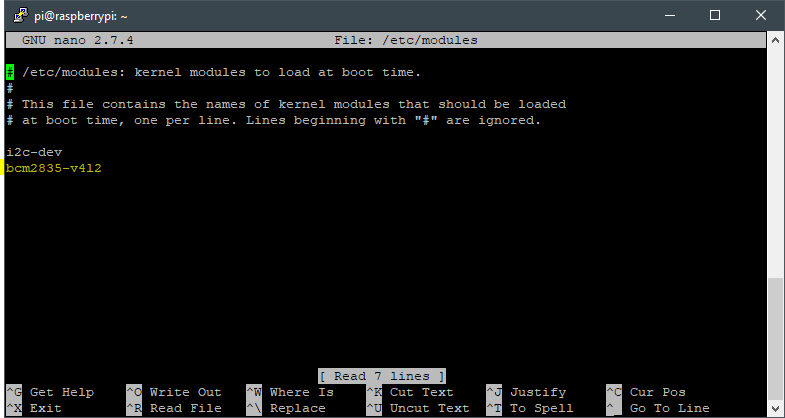 pi@raspberrypi: ~
GNU nano 2.7.4 File: /etc/modules
# /etc/modules: kernel modules to load at boot time.
#
# This file contains the names of kernel modules that should be loaded
# at boot time, one per line. Lines beginning with "#" are ignored.
i2c-dev
bcm2835-v4l2
[ Read 7 lines ]
^G Get Help ^O Write Out ^W Where Is ^K Cut Text ^J Justify ^C Cur Pos
^X Exit ^R Read File ^\ Replace ^U Uncut Text ^T To Spell ^_ Go To Line